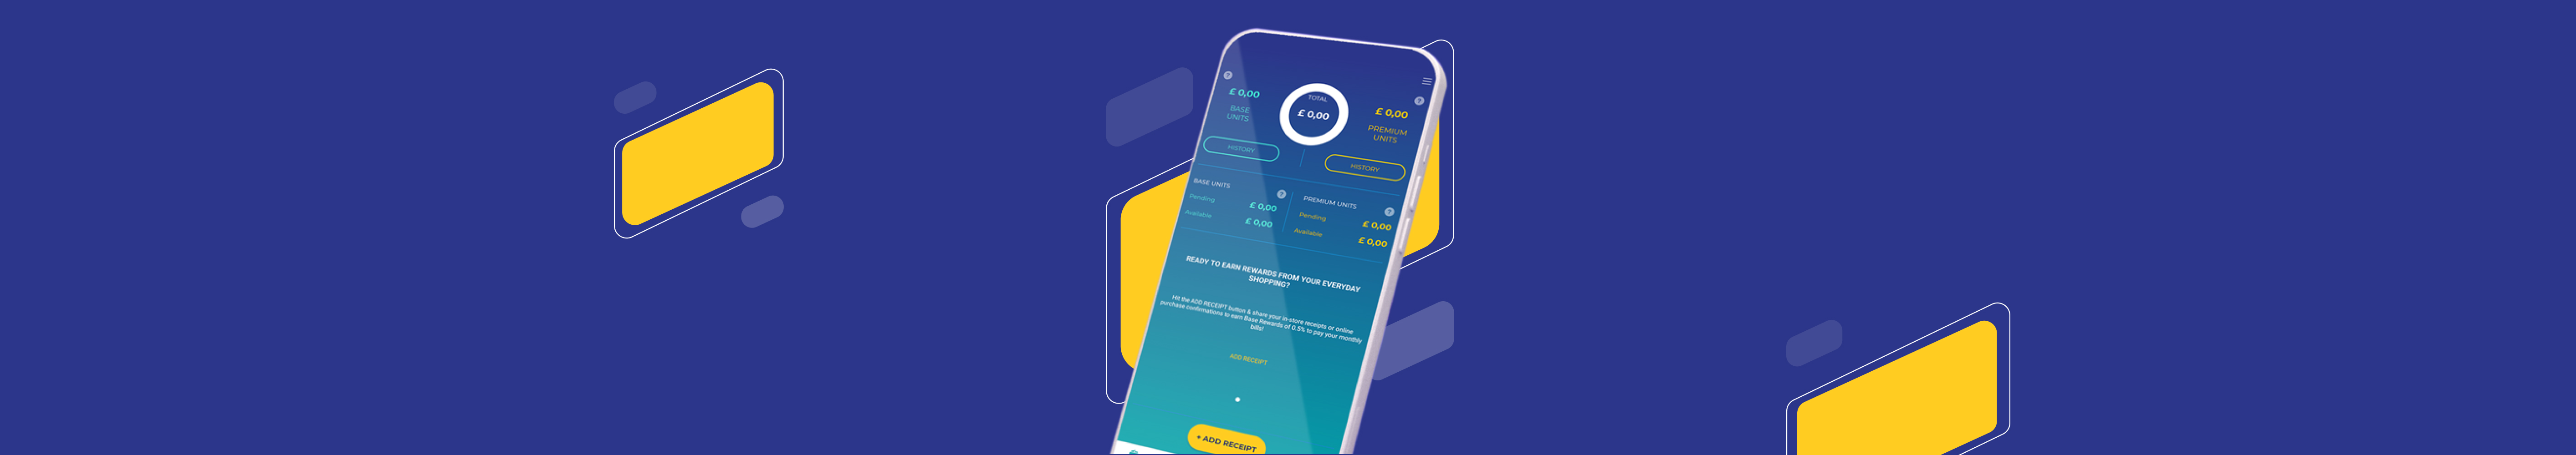 £ 0,00
BASE
UNITS
HISTORY
TOTAL
£ 0,00
£ 0,00
PREMIUM
UNITS
HISTORY
BASE UNITS
Pending £ 0,00
Available £ 0,00
PREMIUM UNITS
Pending £ 0,00
Available £ 0,00
READY TO EARN REWARDS FROM YOUR EVERYDAY
SHOPPING?
Hit the ADD RECEIPT button & share your in-store receipts or online
purchase confirmations to earn Base Rewards of 0.5% to pay your monthly
bills!
ADD RECEIPT
+ ADD RECEIPT